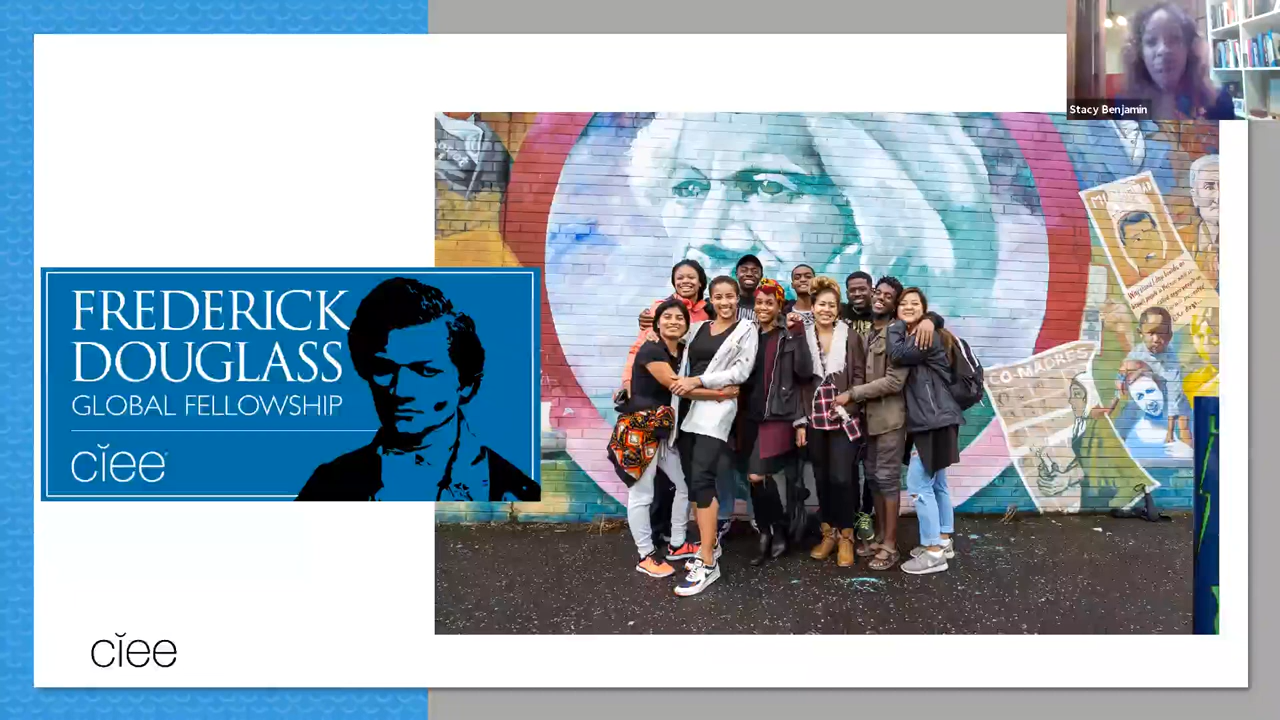 Stacy Benjamin
FREDERICK
DOUGLASS
GLOBAL FELLOWSHIP
ciee
CO-MADRES
ciee